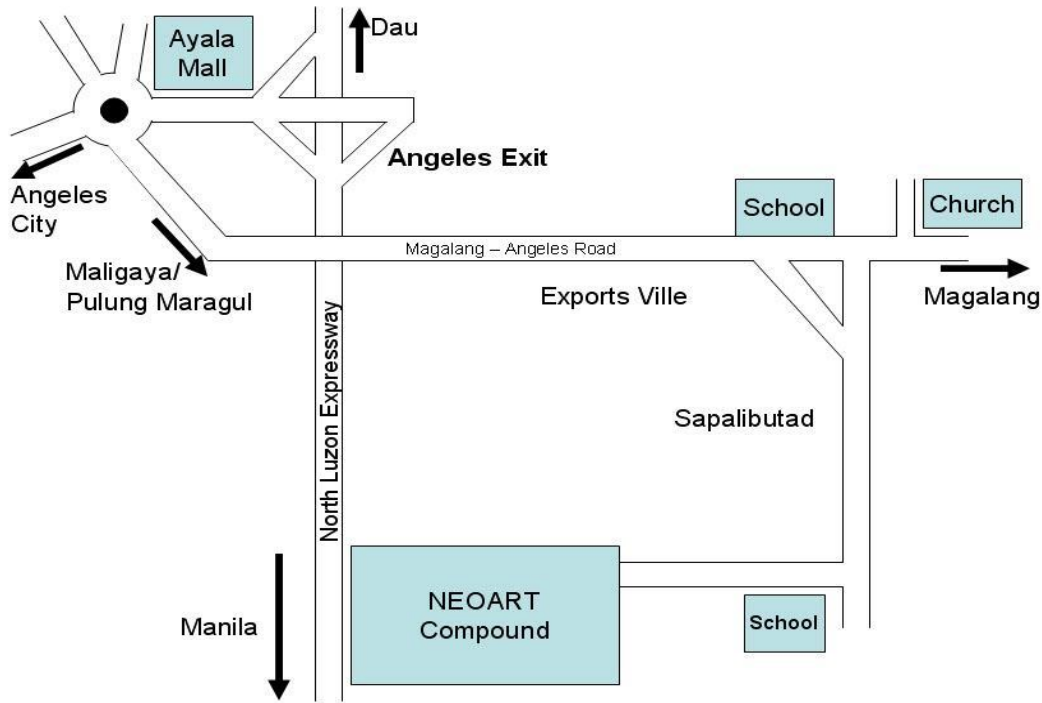 Dau
Ayala
Mall
Angeles Exit
Angeles
City
School
Church
Magalang – Angeles Road
Maligaya/
Pulung Maragul
Exports Ville
Magalang
North Luzon Expressway
Sapalibutad
NEOART
Compound
Manila
School